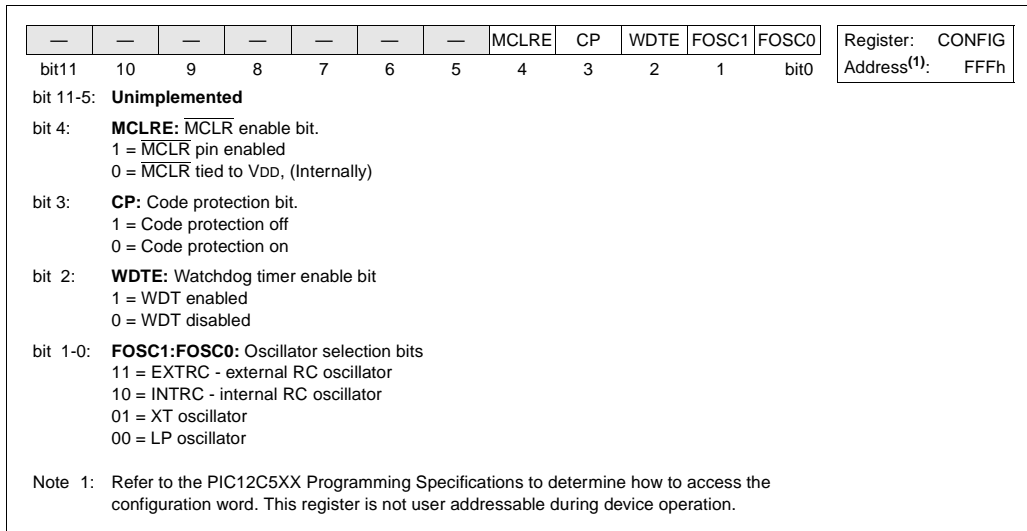 — — — — — — — MCLRE CP WDTE FOSC1 FOSC0
bit11 10 9 8 7 6 5 4 3 2 1 bit0
Register: CONFIG
Address(1): FFFh
bit 11-5: Unimplemented
bit 4: MCLRE: MCLR enable bit.
1 = MCLR pin enabled
0 = MCLR tied to VDD, (Internally)
bit 3: CP: Code protection bit.
1 = Code protection off
0 = Code protection on
bit 2: WDTE: Watchdog timer enable bit
1 = WDT enabled
0 = WDT disabled
bit 1-0: FOSC1:FOSC0: Oscillator selection bits
11 = EXTRC - external RC oscillator
10 = INTRC - internal RC oscillator
01 = XT oscillator
00 = LP oscillator
Note 1: Refer to the PIC12C5XX Programming Specifications to determine how to access the
configuration word. This register is not user addressable during device operation.